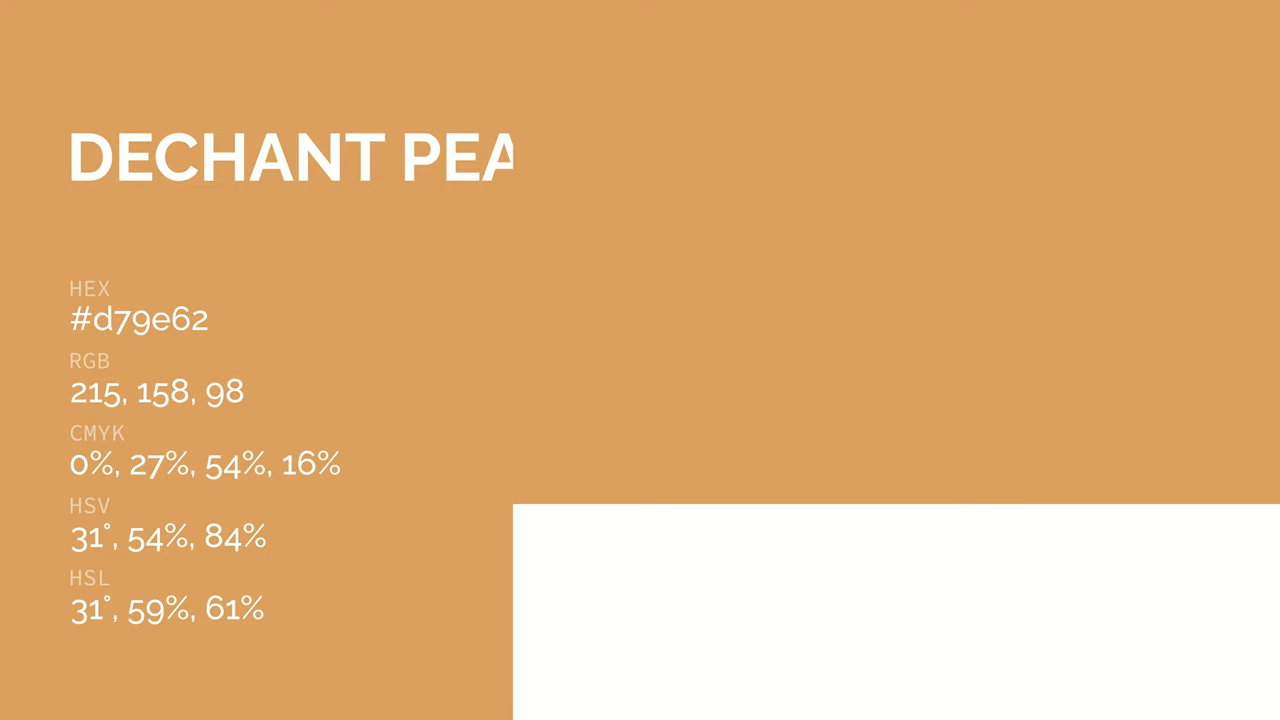 DECHANT PEA
HEX
#d79e62
RGB
215, 158, 98
CMYK
0%, 27%, 54%, 16%
HSV
31°, 54%, 84%
HSL
31°, 59%, 61%